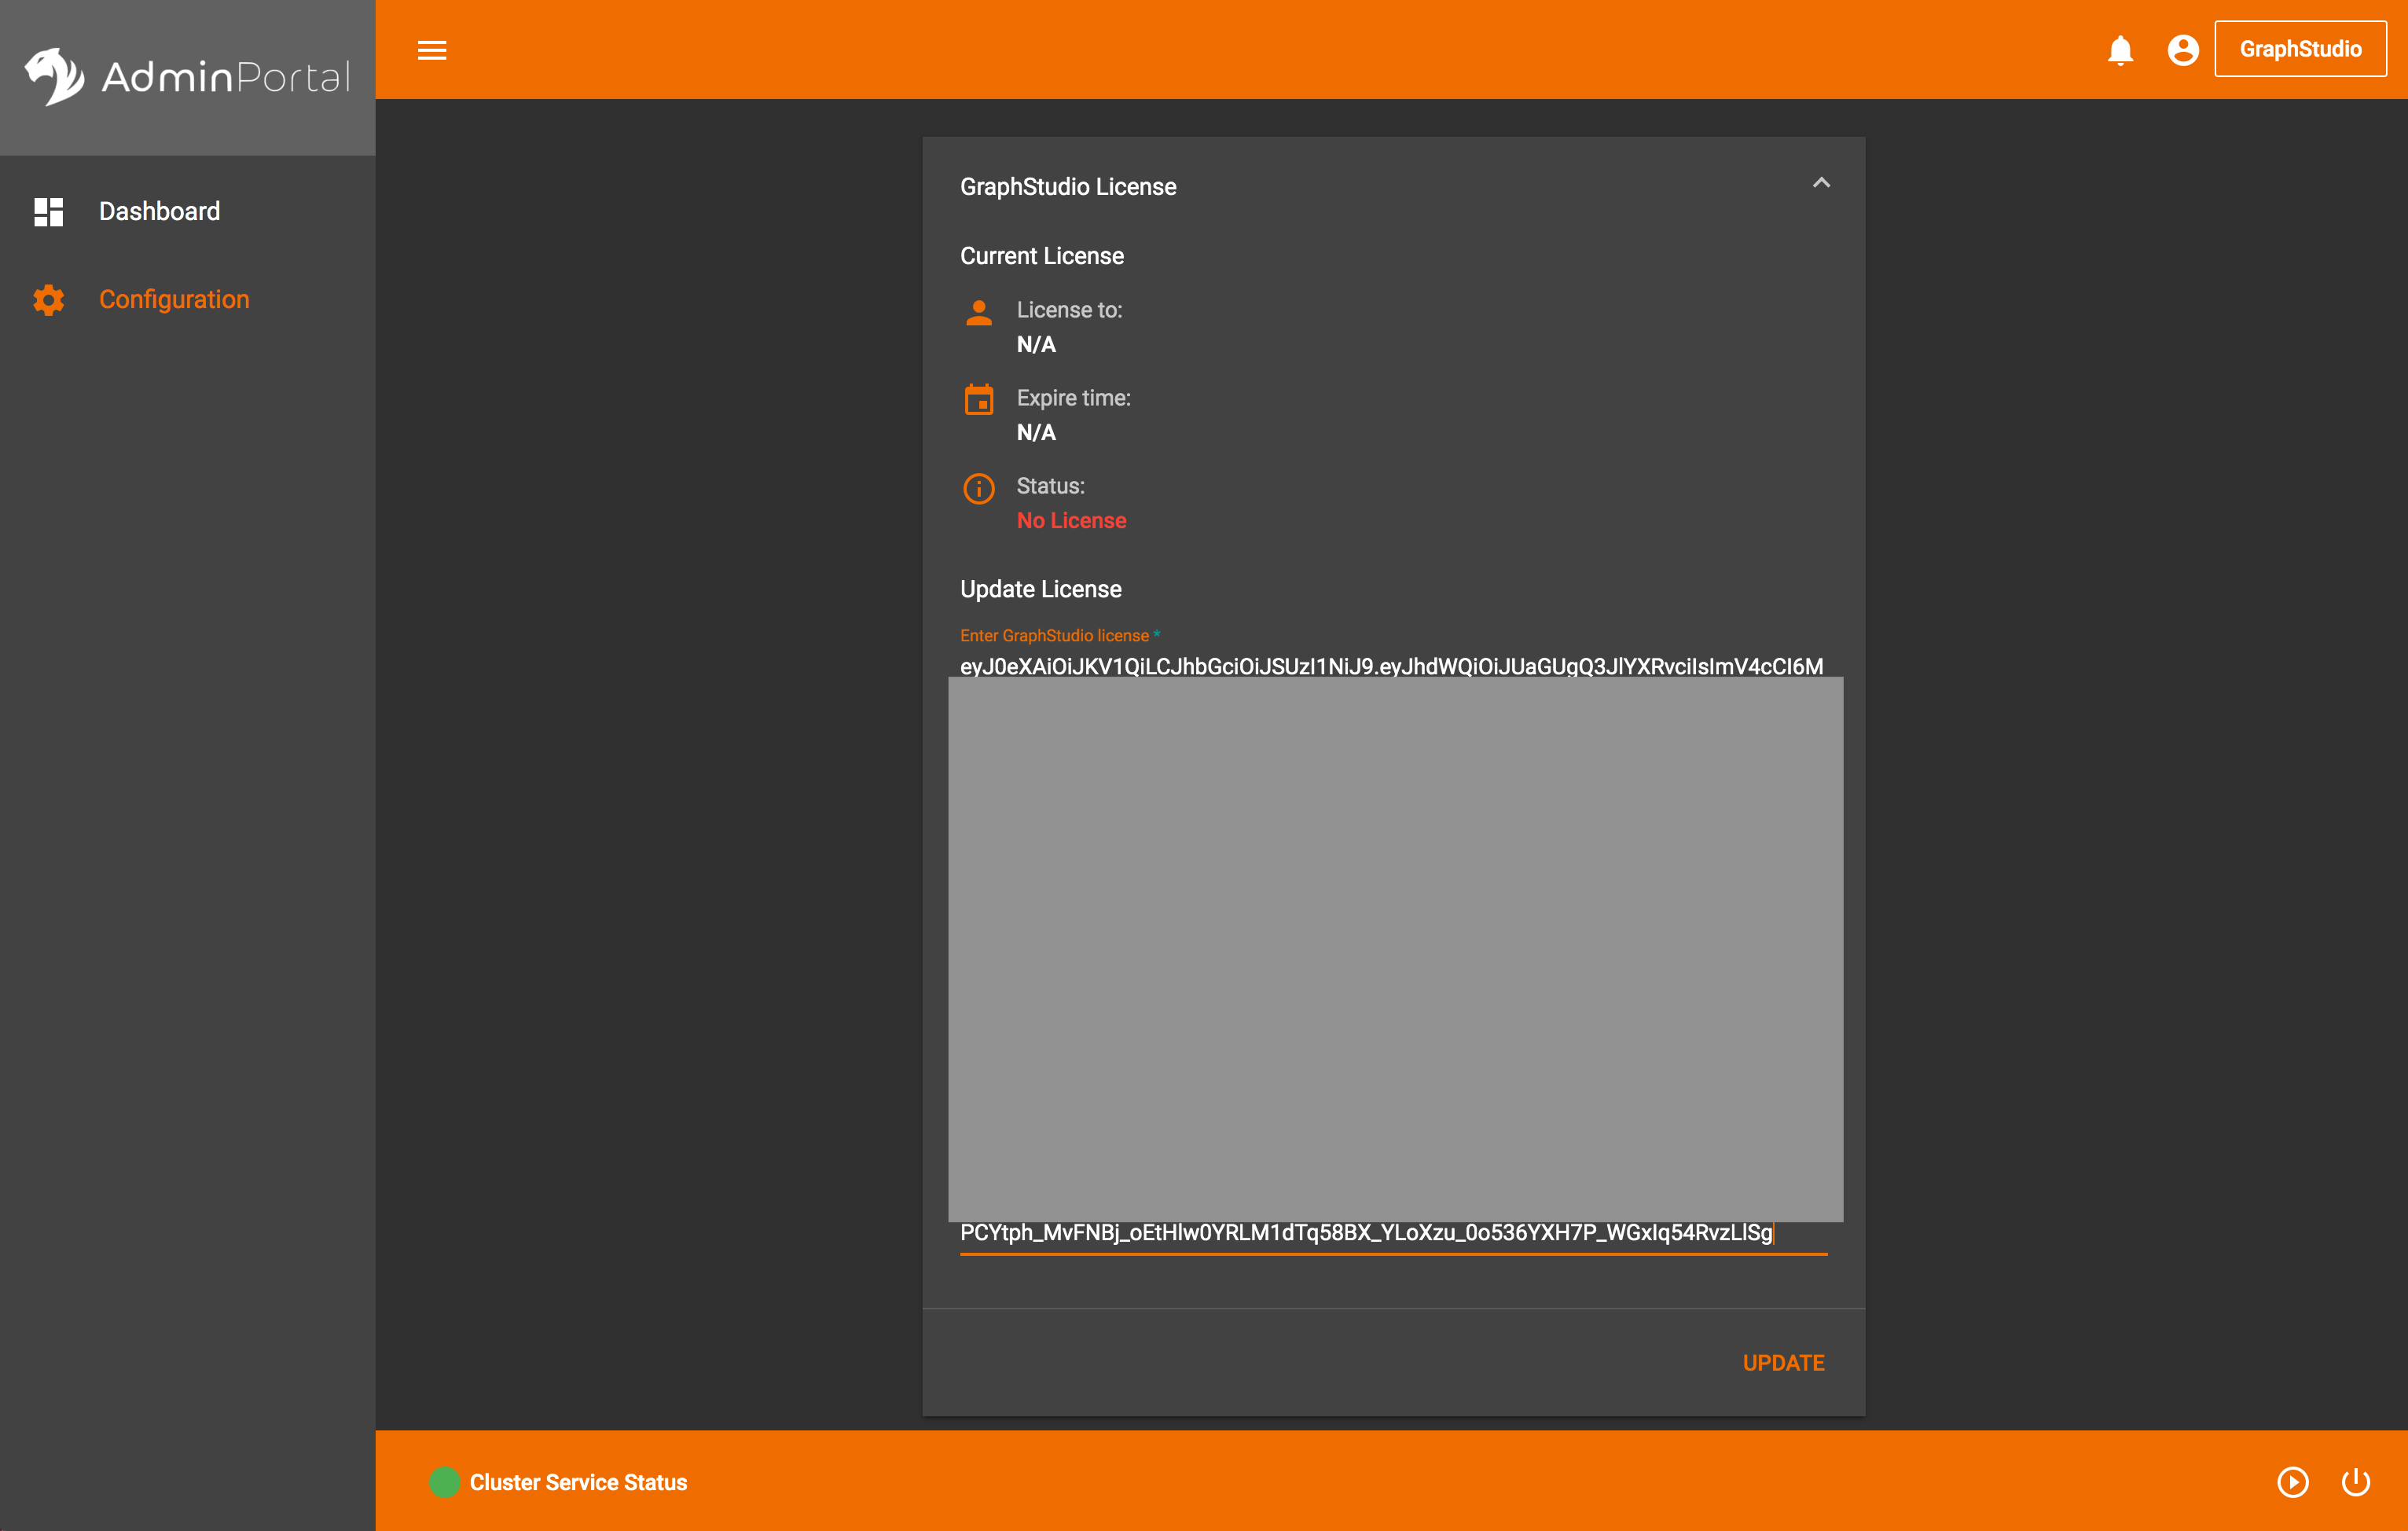 AdminPortal
GraphStudio
Dashboard
Configuration
GraphStudio License
Current License
License to:
N/A
Expire time:
N/A
Status:
No License
Update License
Enter GraphStudio license *
eyJ0eXAiOiJKV1QiLCJhbGciOiJSUzI1NiJ9.eyJhdWQiOiJUaGUgQ3JlYXRvciIsImV4cCI6M
PCYtph_MvFNBj_oEtHlw0YRLM1dTq58BX_YLoXzu_0o536YXH7P_WGxIq54RvzLlSg
UPDATE
Cluster Service Status